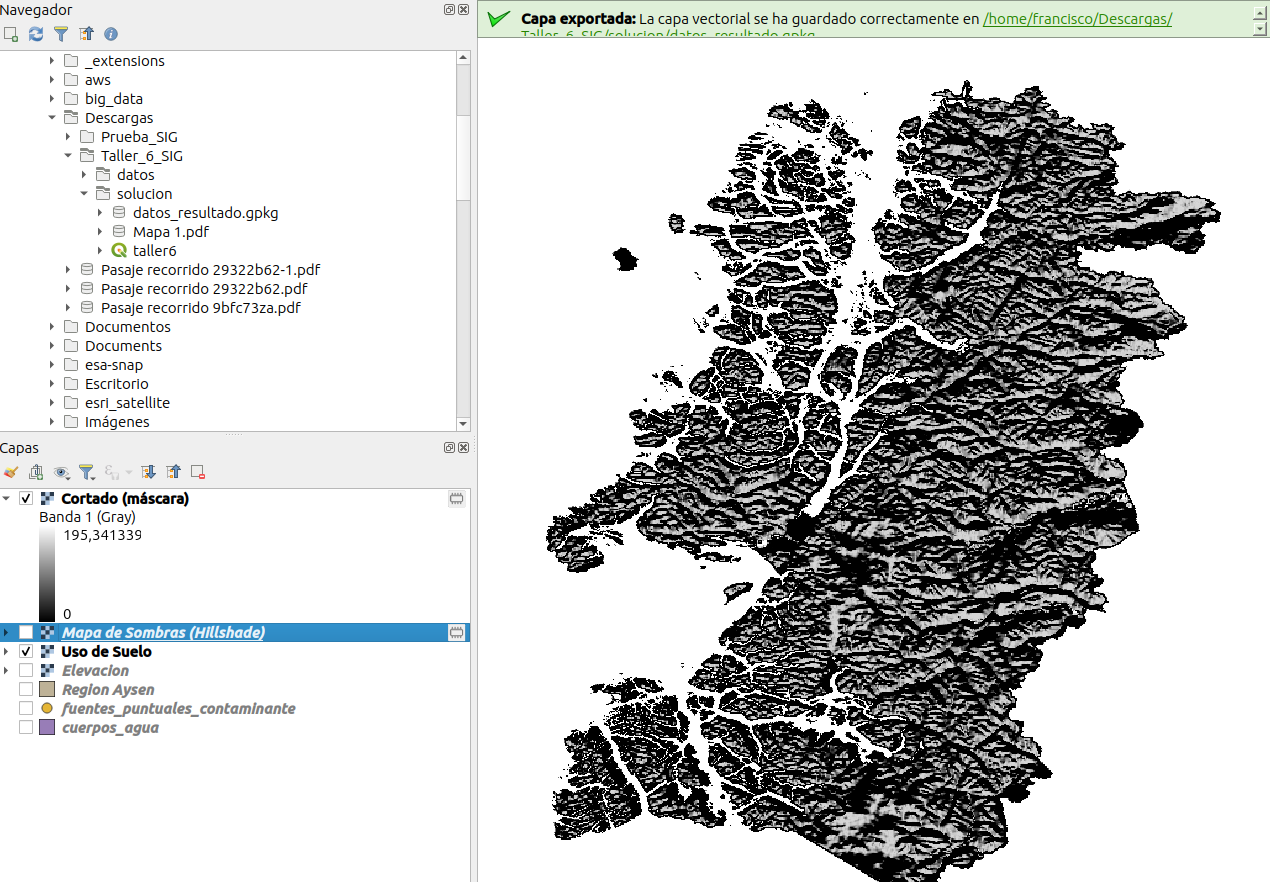 Navegador
_extensions
aws
big_data
Descargas
Prueba_SIG
Taller_6_SIG
datos
solucion
datos_resultado.gpkg
Mapa 1.pdf
taller6
Pasaje recorrido 29322b62-1.pdf
Pasaje recorrido 29322b62.pdf
Pasaje recorrido 9bfc73za.pdf
Documentos
Documents
esa-snap
Escritorio
esri_satellite
Imágenes
Capas
Cortado (máscara)
Banda 1 (Gray)
195,341339
0
Mapa de Sombras (Hillshade)
Uso de Suelo
Elevacion
Region Aysen
fuentes_puntuales_contaminante
cuerpos_agua
Capa exportada: La capa vectorial se ha guardado correctamente en /home/francisco/Descargas/
Taller_6_SIG/solucion/datos_resultado.gpkg